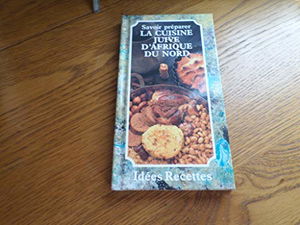 Savoir préparer
LA CUISINE
JUIVE
D'AFRIQUE
DU NORD
Idées Recettes